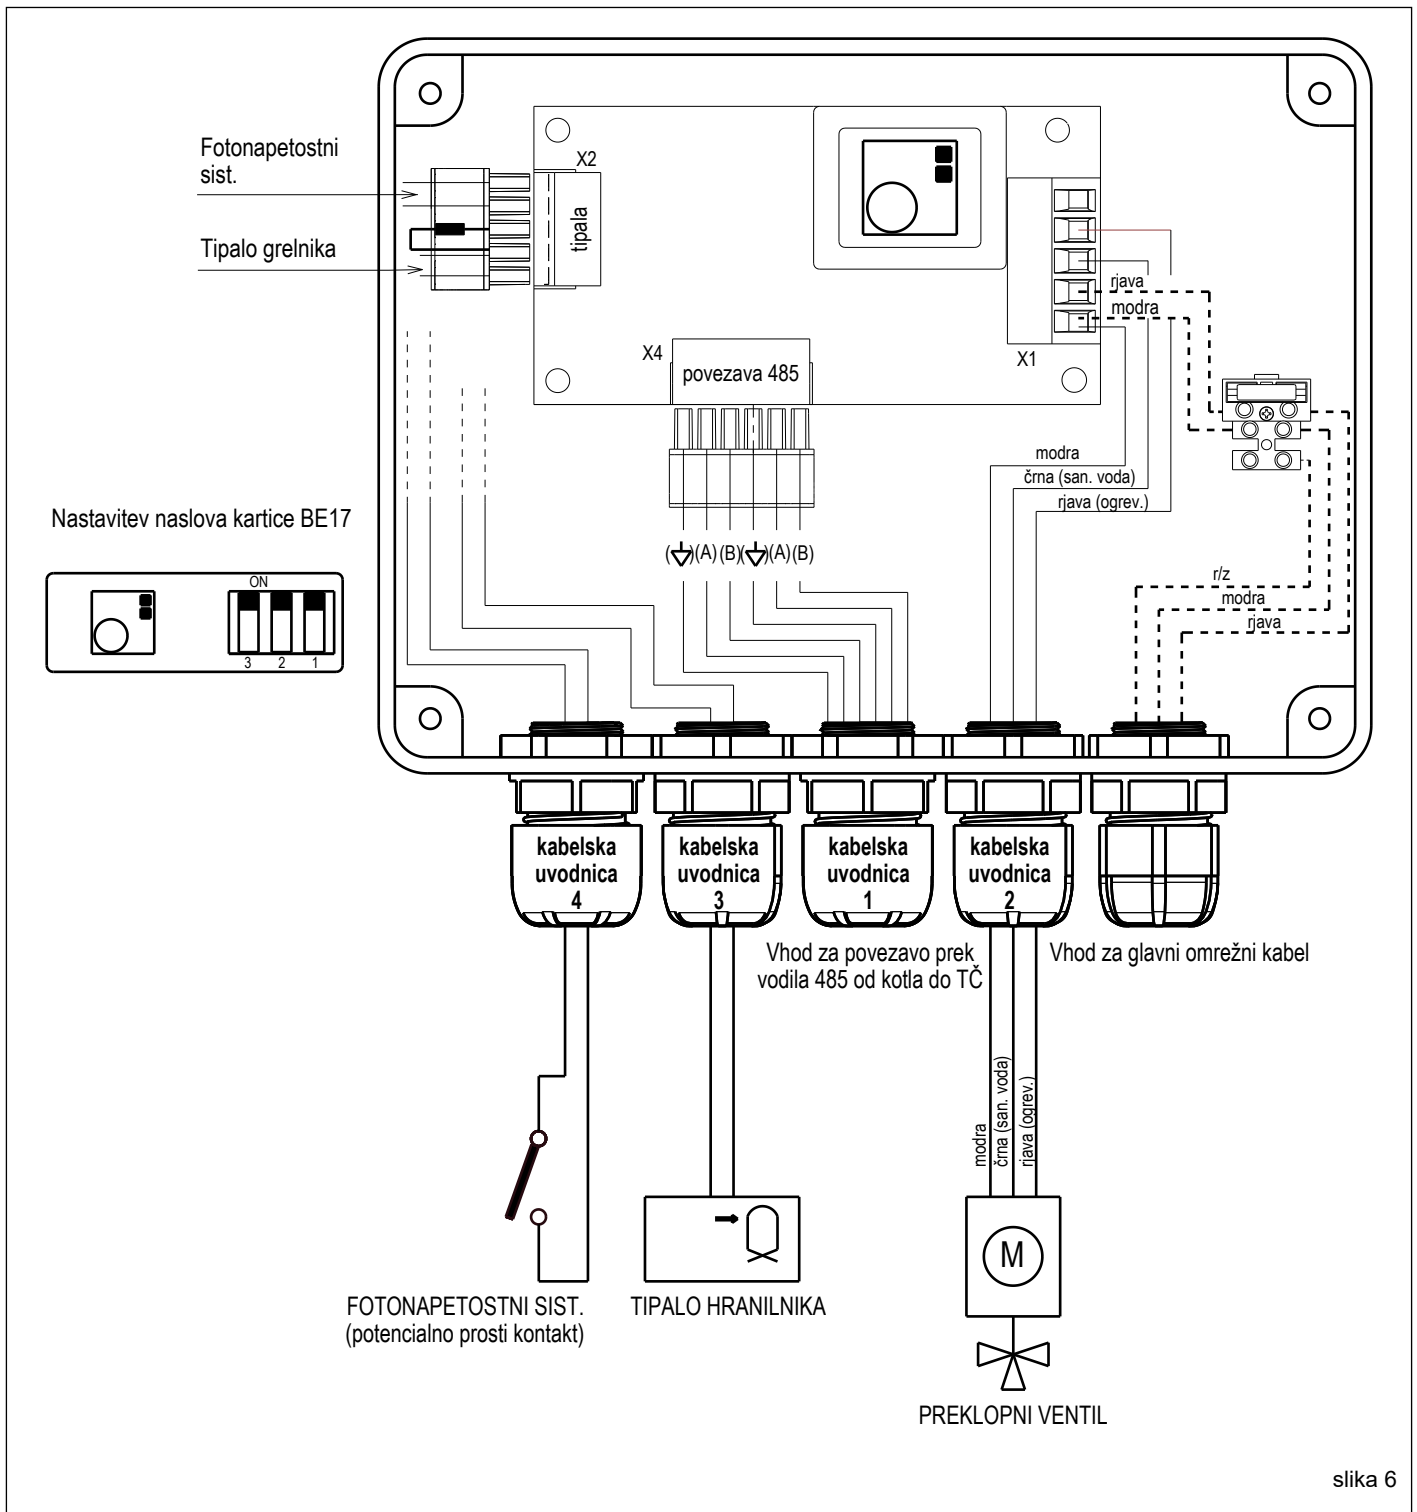 Fotonapetostni
sist.
Tipalo grelnika
X2
tipala
X4
povezava 485
X1
rjava
modra
modra
črna (san. voda)
rjava (ogrev.)
(A) (B) (A) (B)
r/z
modra
rjava
Nastavitev naslova kartice BE17
ON
3 2 1
kabelska
uvodnica
4
kabelska
uvodnica
3
kabelska
uvodnica
1
kabelska
uvodnica
2
Vhod za povezavo prek
vodila 485 od kotla do TČ
Vhod za glavni omrežni kabel
modra
črna (san. voda)
rjava (ogrev.)
M
FOTONAPETOSTNI SIST.
(potencialno prosti kontakt)
TIPALO HRANILNIKA
PREKLOPNI VENTIL
slika 6